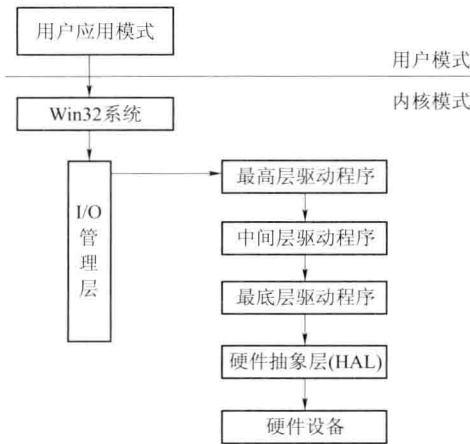 用户应用模式
用户模式
内核模式
Win32系统
I/O
管
理
层
最高层驱动程序
中间层驱动程序
最底层驱动程序
硬件抽象层(HAL)
硬件设备